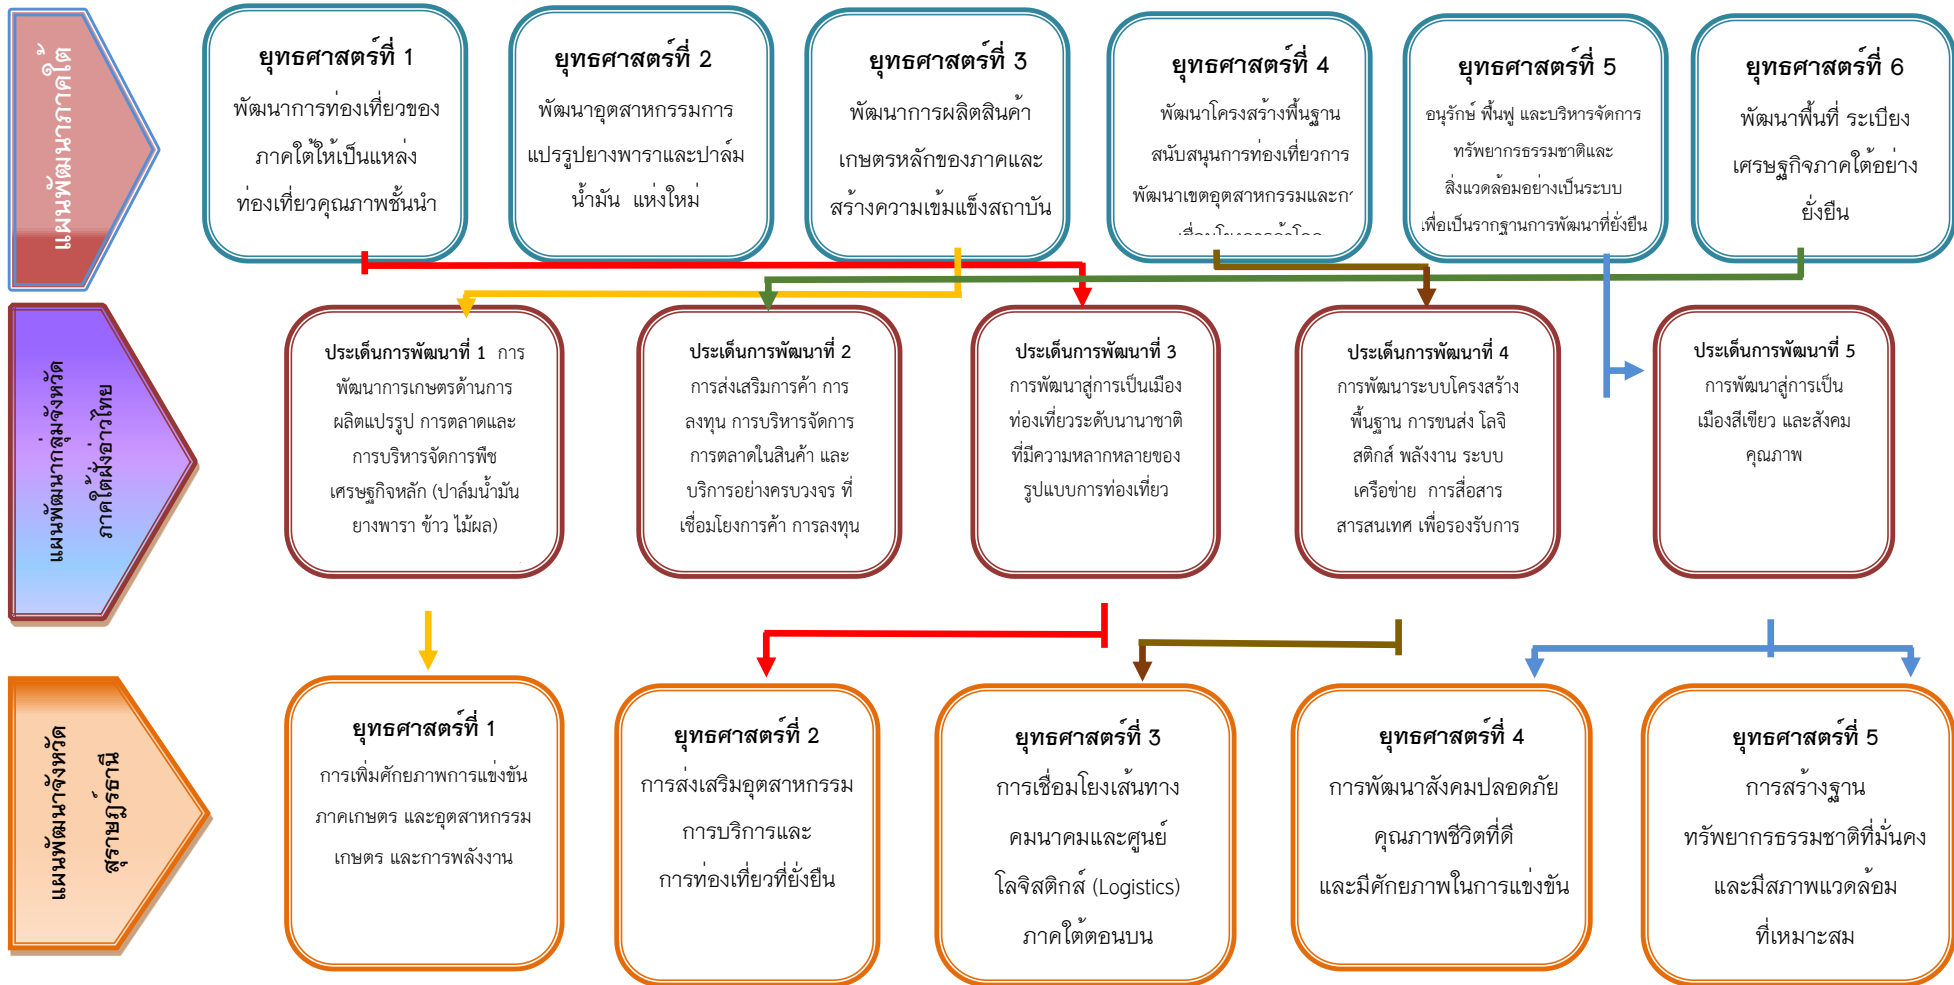 แผนพัฒนาภาคใต้
ยุทธศาสตร์ที่ 1
พัฒนาการท่องเที่ยวของ
ภาคใต้ให้เป็นแหล่ง
ท่องเที่ยวคุณภาพชั้นนำ
ยุทธศาสตร์ที่ 2
พัฒนาอุตสาหกรรมการ
แปรรูปยางพาราและปาล์ม
น้ำมัน แห่งใหม่
ยุทธศาสตร์ที่ 3
พัฒนาการผลิตสินค้า
เกษตรหลักของภาคและ
สร้างความเข้มแข็งสถาบัน
ยุทธศาสตร์ที่ 4
พัฒนาโครงสร้างพื้นฐาน
สนับสนุนการท่องเที่ยวการ
พัฒนาเขตอุตสาหกรรมและกา
ยุทธศาสตร์ที่ 5
อนุรักษ์ ฟื้นฟู และบริหารจัดการ
ทรัพยากรธรรมชาติและ
สิ่งแวดล้อมอย่างเป็นระบบ
เพื่อเป็นรากฐานการพัฒนาที่ยั่งยืน
ยุทธศาสตร์ที่ 6
พัฒนาพื้นที่ ระเบียง
เศรษฐกิจภาคใต้อย่าง
ยั่งยืน
แผนพัฒนากลุ่มจังหวัด
ภาคใต้ฝั่งอ่าวไทย
ประเด็นการพัฒนาที่ 1 การ
พัฒนาการเกษตรด้านการ
ผลิตแปรรูป การตลาดและ
การบริหารจัดการพืช
เศรษฐกิจหลัก (ปาล์มน้ำมัน
ยางพารา ข้าว ไม้ผล)
ประเด็นการพัฒนาที่ 2
การส่งเสริมการค้า การ
ลงทุน การบริหารจัดการ
การตลาดในสินค้า และ
บริการอย่างครบวงจร ที่
เชื่อมโยงการค้า การลงทุน
ประเด็นการพัฒนาที่ 3
การพัฒนาสู่การเป็นเมือง
ท่องเที่ยวระดับนานาชาติ
ที่มีความหลากหลายของ
รูปแบบการท่องเที่ยว
ประเด็นการพัฒนาที่ 4
การพัฒนาระบบโครงสร้าง
พื้นฐาน การขนส่ง โลจิ
สติกส์ พลังงาน ระบบ
เครือข่าย การสื่อสาร
สารสนเทศ เพื่อรองรับการ
ประเด็นการพัฒนาที่ 5
การพัฒนาสู่การเป็น
เมืองสีเขียว และสังคม
คุณภาพ
แผนพัฒนาจังหวัด
สุราษฎร์ธานี
ยุทธศาสตร์ที่ 1
การเพิ่มศักยภาพการแข่งขัน
ภาคเกษตร และอุตสาหกรรม
เกษตร และการพลังงาน
ยุทธศาสตร์ที่ 2
การส่งเสริมอุตสาหกรรม
การบริการและ
การท่องเที่ยวที่ยั่งยืน
ยุทธศาสตร์ที่ 3
การเชื่อมโยงเส้นทาง
คมนาคมและศูนย์
โลจิสติกส์ (Logistics)
ภาคใต้ตอนบน
ยุทธศาสตร์ที่ 4
การพัฒนาสังคมปลอดภัย
คุณภาพชีวิตที่ดี
และมีศักยภาพในการแข่งขัน
ยุทธศาสตร์ที่ 5
การสร้างฐาน
ทรัพยากรธรรมชาติที่มั่นคง
และมีสภาพแวดล้อม
ที่เหมาะสม